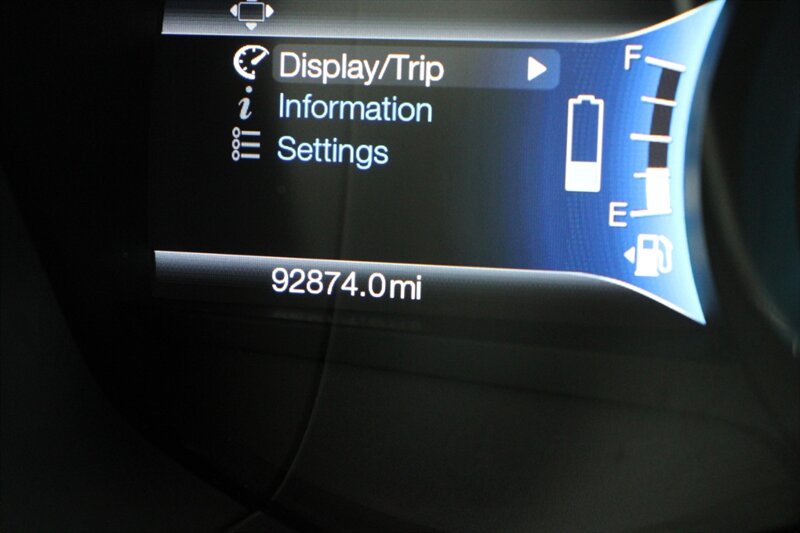 Display/Trip
F
i Information
Settings
E
92874.0mi